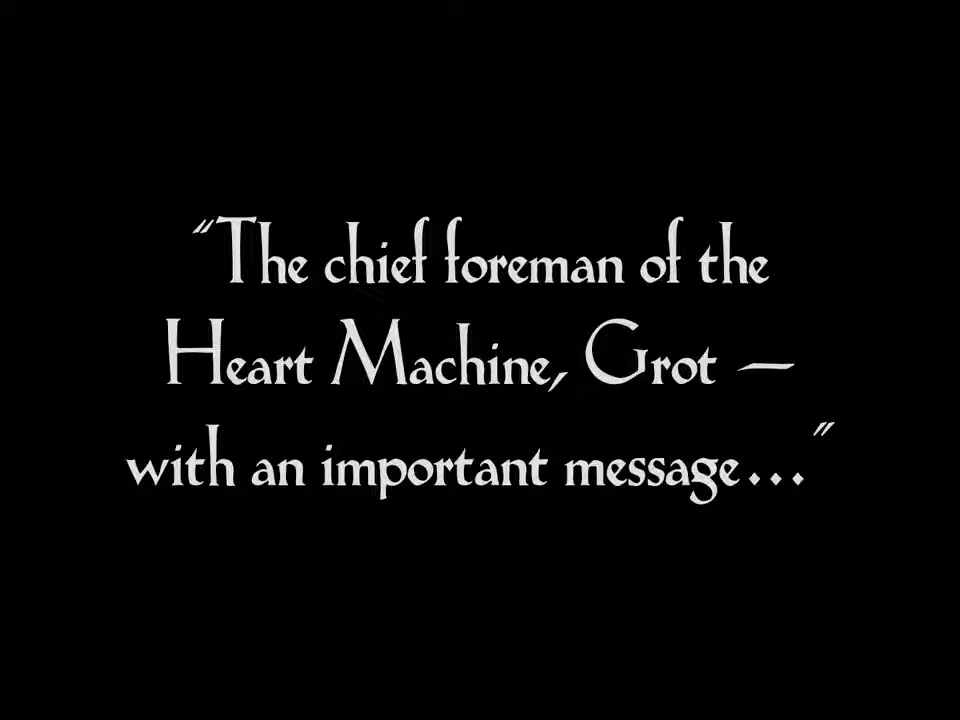 “The chief foreman of the
Heart Machine, Grot —
with an important message...”